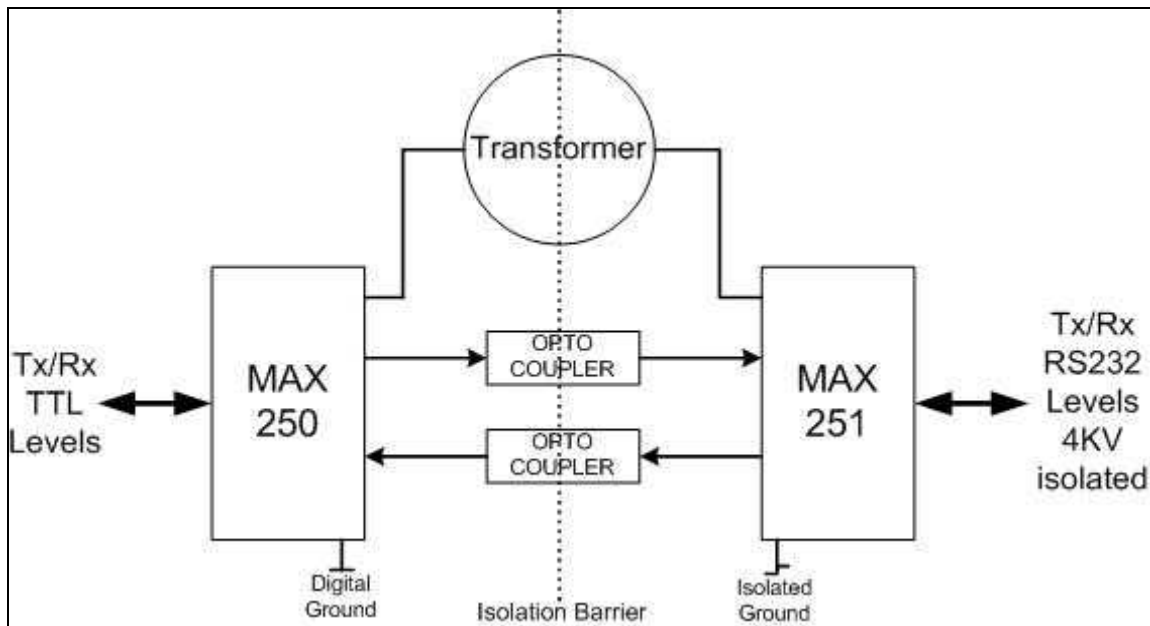 Transformer
OPTO
COUPLER
OPTO
COUPLER
MAX
250
MAX
251
Tx/Rx
TTL
Levels
Tx/Rx
RS232
Levels
4KV
isolated
Digital
Ground
Isolation Barrier
Isolated
Ground